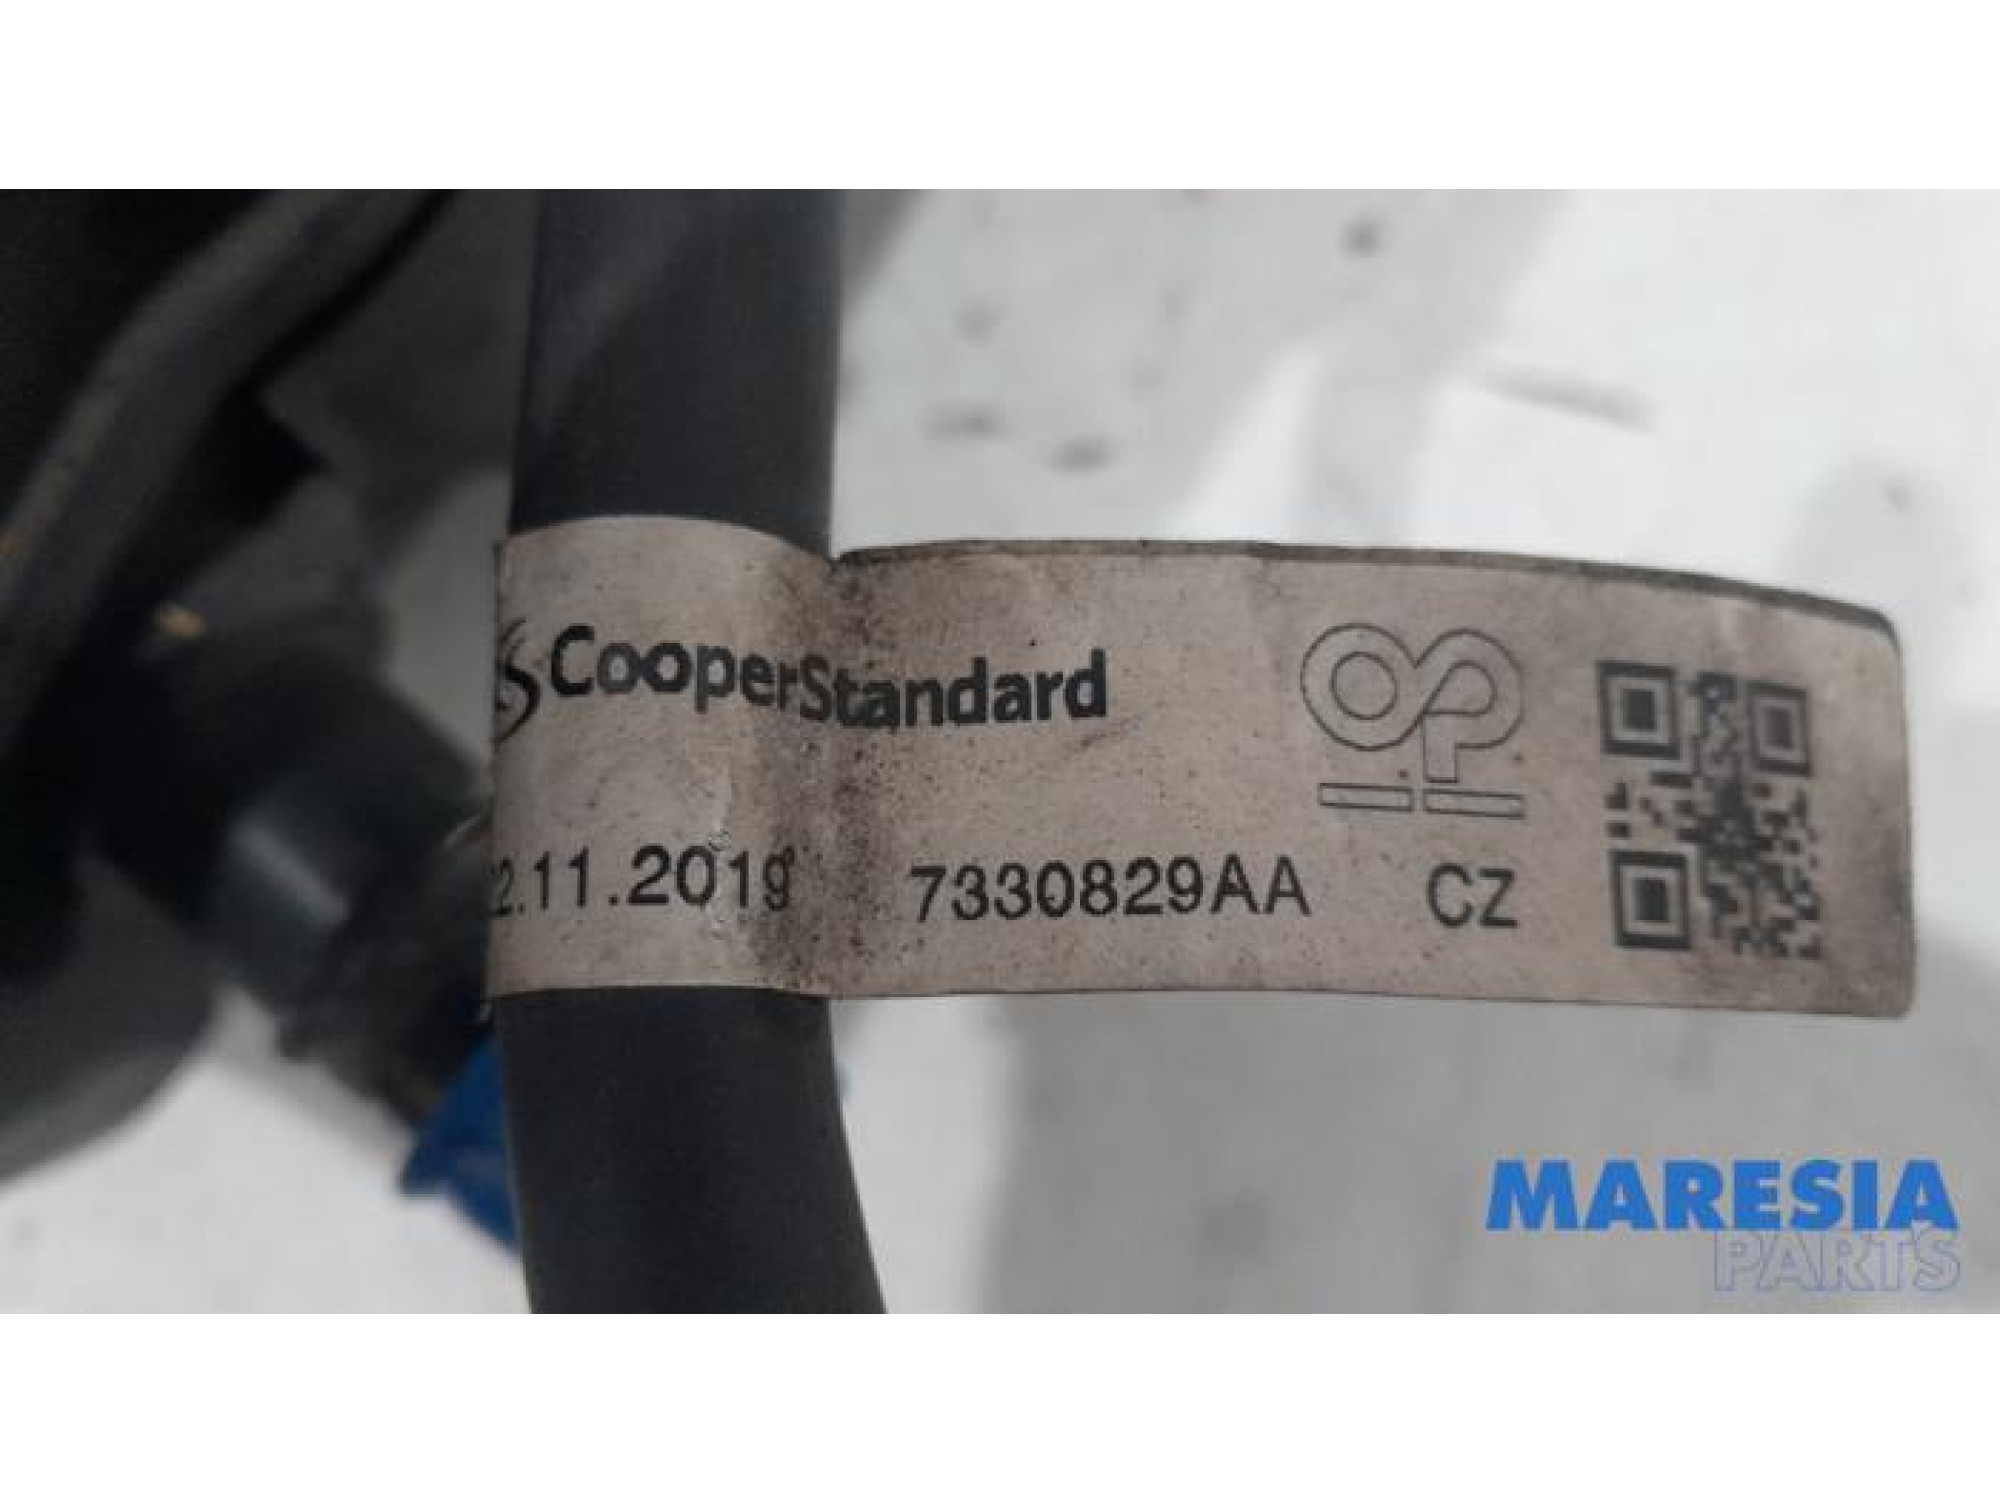 CooperStandard
2.11.2019 7330829AA CZ
MARESIA
PARTS